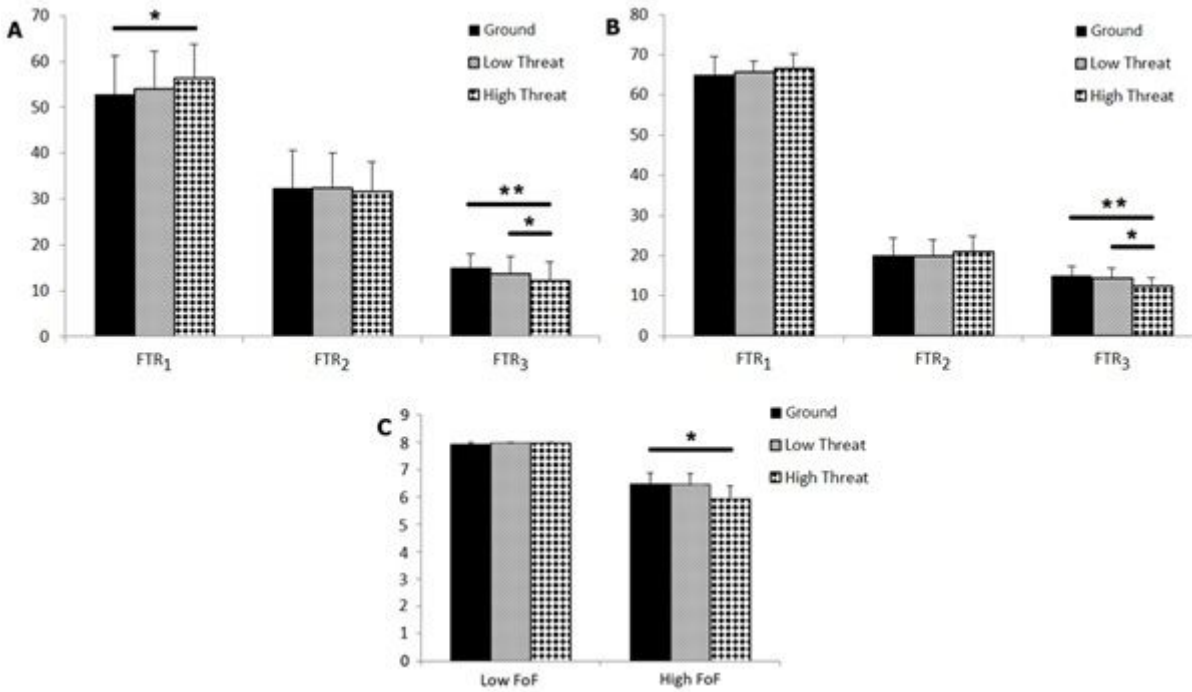 A
70
60
50
40
30
20
10
0
*
**
*
Ground
Low Threat
High Threat
FTR1
FTR2
FTR3
B
80
70
60
50
40
30
20
10
0
**
*
Ground
Low Threat
High Threat
FTR1
FTR2
FTR3
C
9
8
7
6
5
4
3
2
1
0
*
Ground
Low Threat
High Threat
Low FoF
High FoF